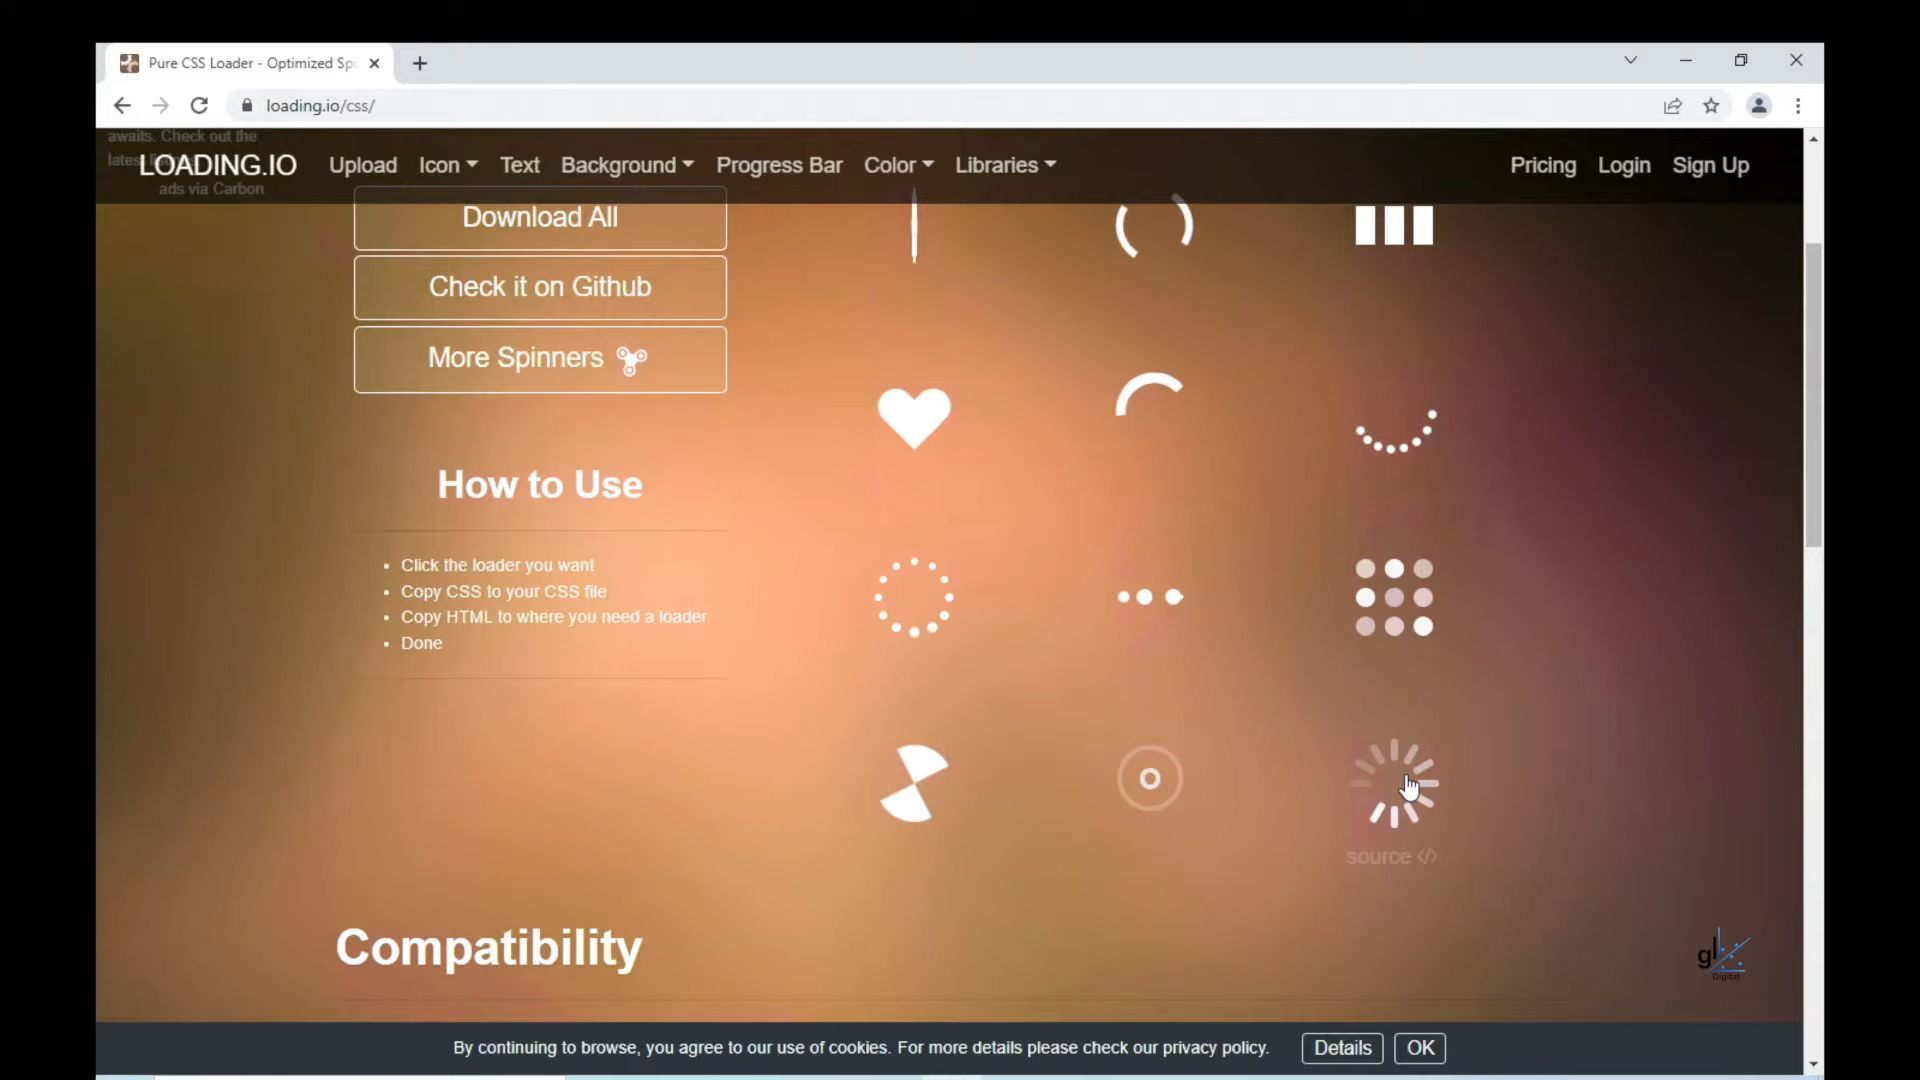 Pure CSS Loader - Optimized Sp
loading.io/css/
awaits. Check out the
ads via Carbon
LOADING.IO
Upload
Icon
Text
Background
Progress Bar
Color
Libraries
Pricing
Login
Sign Up
Download All
Check it on Github
More Spinners
How to Use
Click the loader you want
Copy CSS to your CSS file
Copy HTML to where you need a loader
Done
source </>
Compatibility
gl
Digital
By continuing to browse, you agree to our use of cookies. For more details please check our privacy policy.
Details
OK